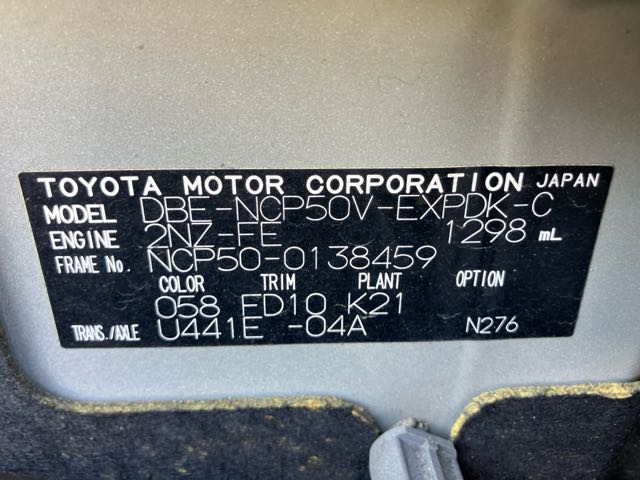 TOYOTA MOTOR CORPORATION JAPAN
MODEL DBE-NCP50V-EXPDK-C
ENGINE 2NZ-FE 1298 mL
FRAME No. NCP50-0138459
COLOR TRIM PLANT OPTION
058 FD10 K21
TRANS./AXLE U441E -04A N276